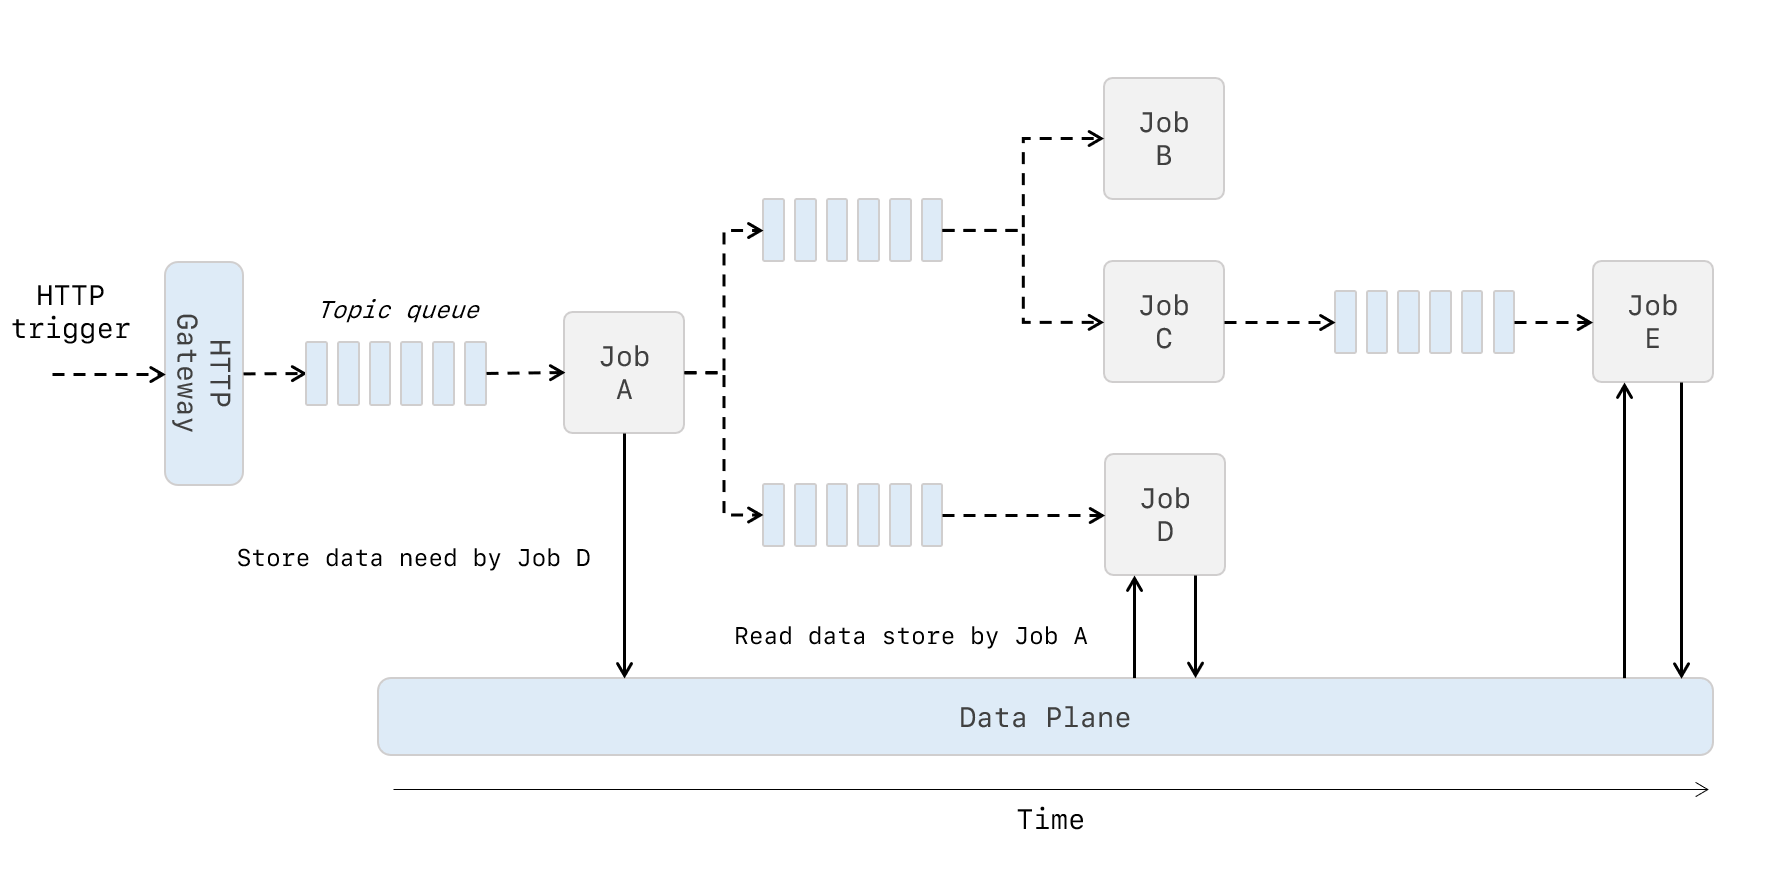 HTTP
trigger
HTTP
Gateway
Topic queue
Job
A
Job
B
Job
C
Job
D
Job
E
Store data need by Job D
Read data store by Job A
Data Plane
Time